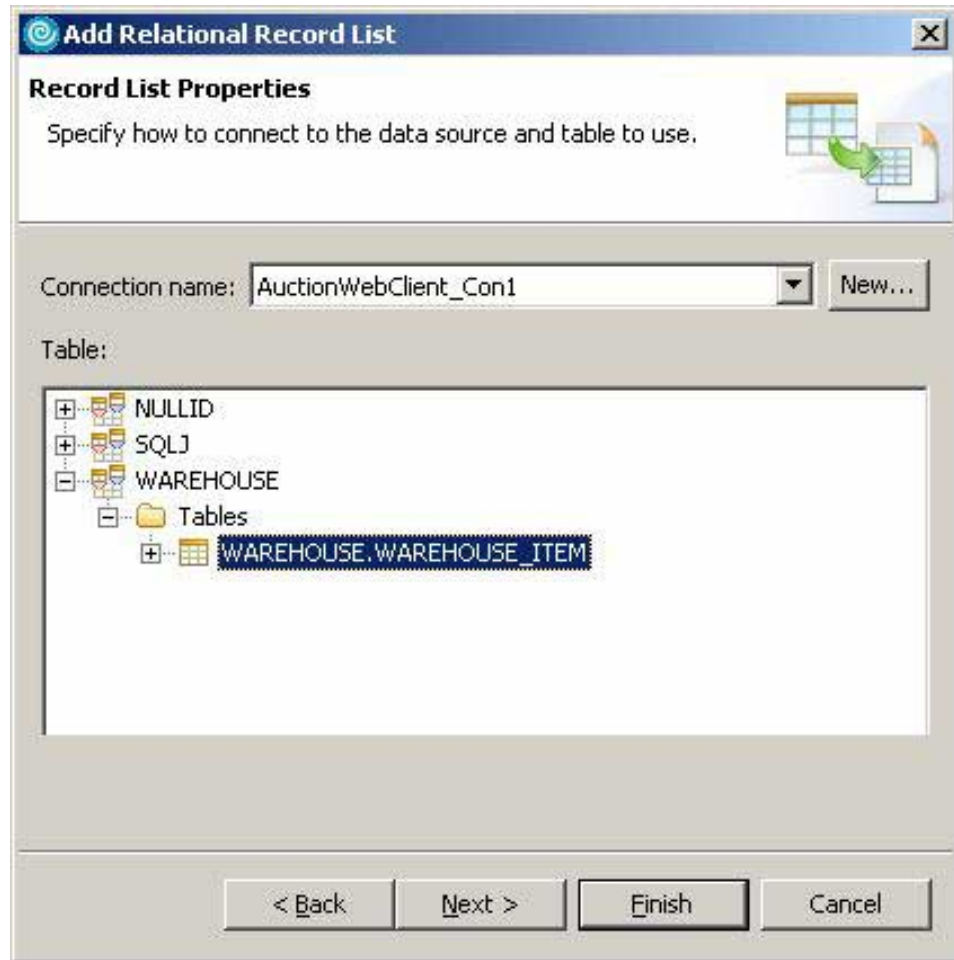 Add Relational Record List
Record List Properties
Specify how to connect to the data source and table to use.
Connection name: AuctionWebClient_Con1 New...
Table:
NULLID
SQLJ
WAREHOUSE
Tables
WAREHOUSE.WAREHOUSE_ITEM
< Back Next > Finish Cancel